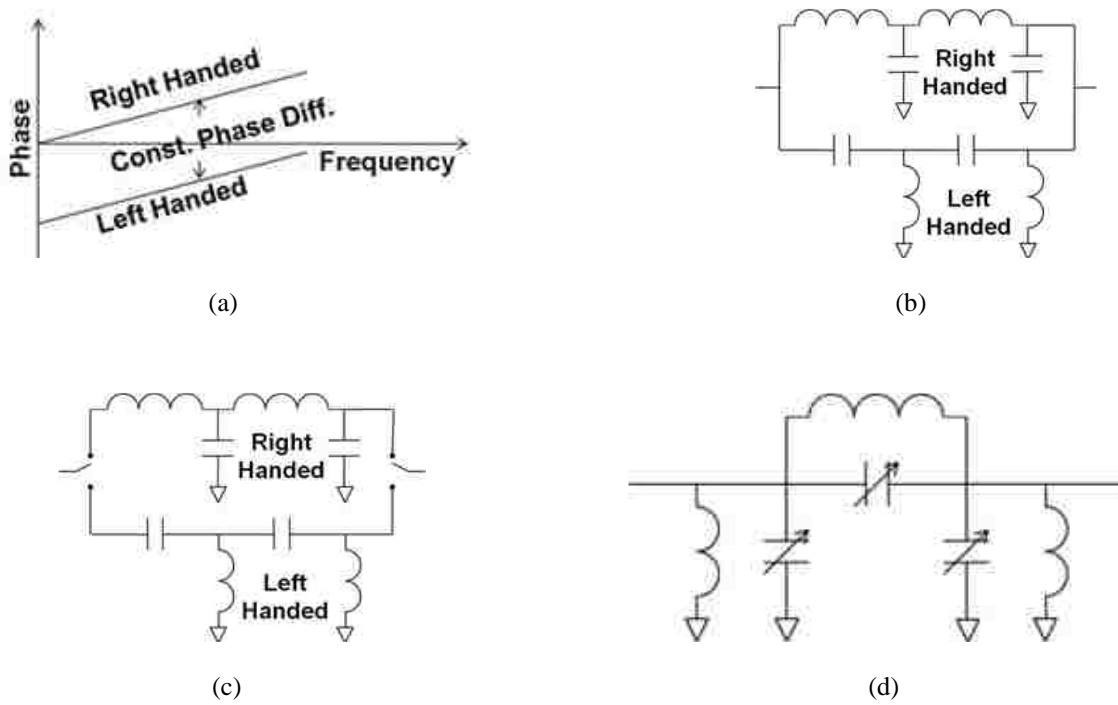 Phase
Right Handed
Const. Phase Diff.
Frequency
Left Handed
(a)
Right
Handed
Left
Handed
(b)
Right
Handed
Left
Handed
(c)
(d)